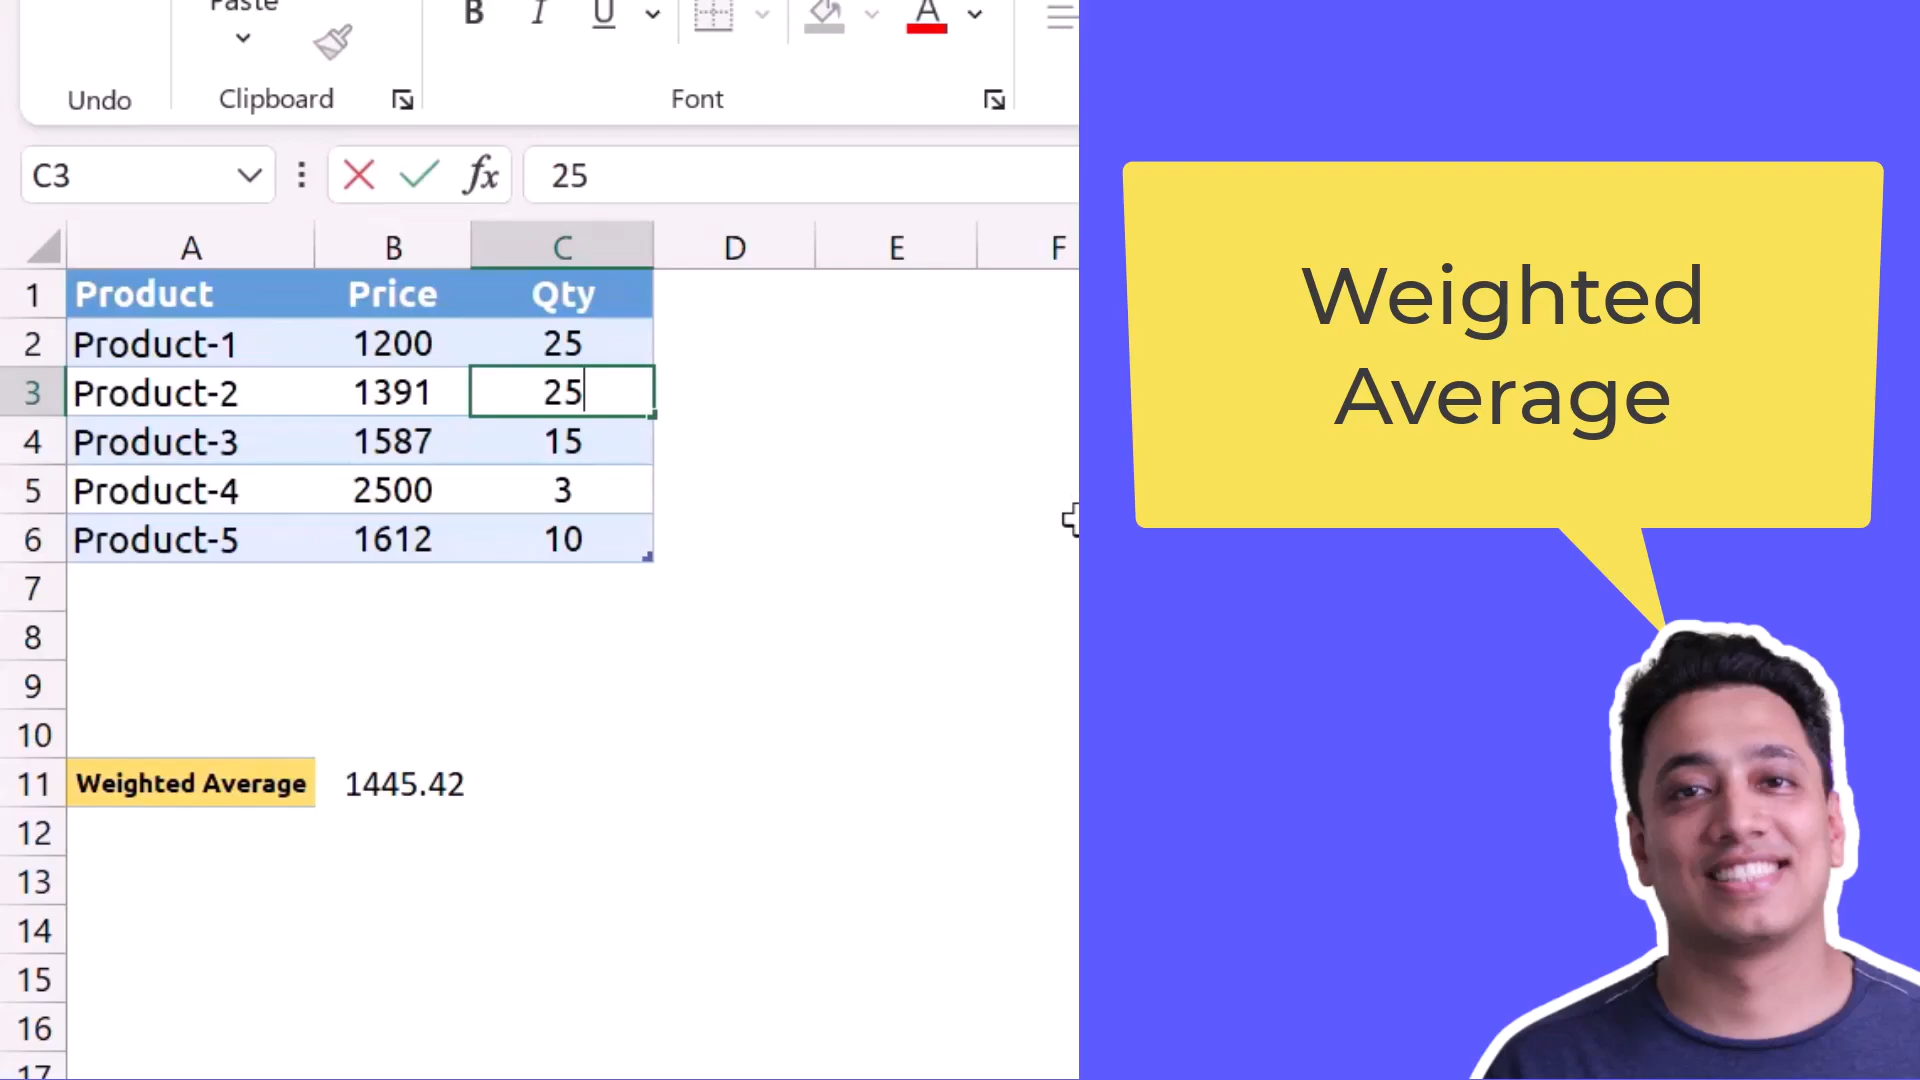 Paste
B I U A
Undo Clipboard Font
C3 fx 25
A B C D E F
1 Product Price Qty
2 Product-1 1200 25
3 Product-2 1391 25
4 Product-3 1587 15
5 Product-4 2500 3
6 Product-5 1612 10
7
8
9
10
11 Weighted Average 1445.42
12
13
14
15
16
17
Weighted
Average